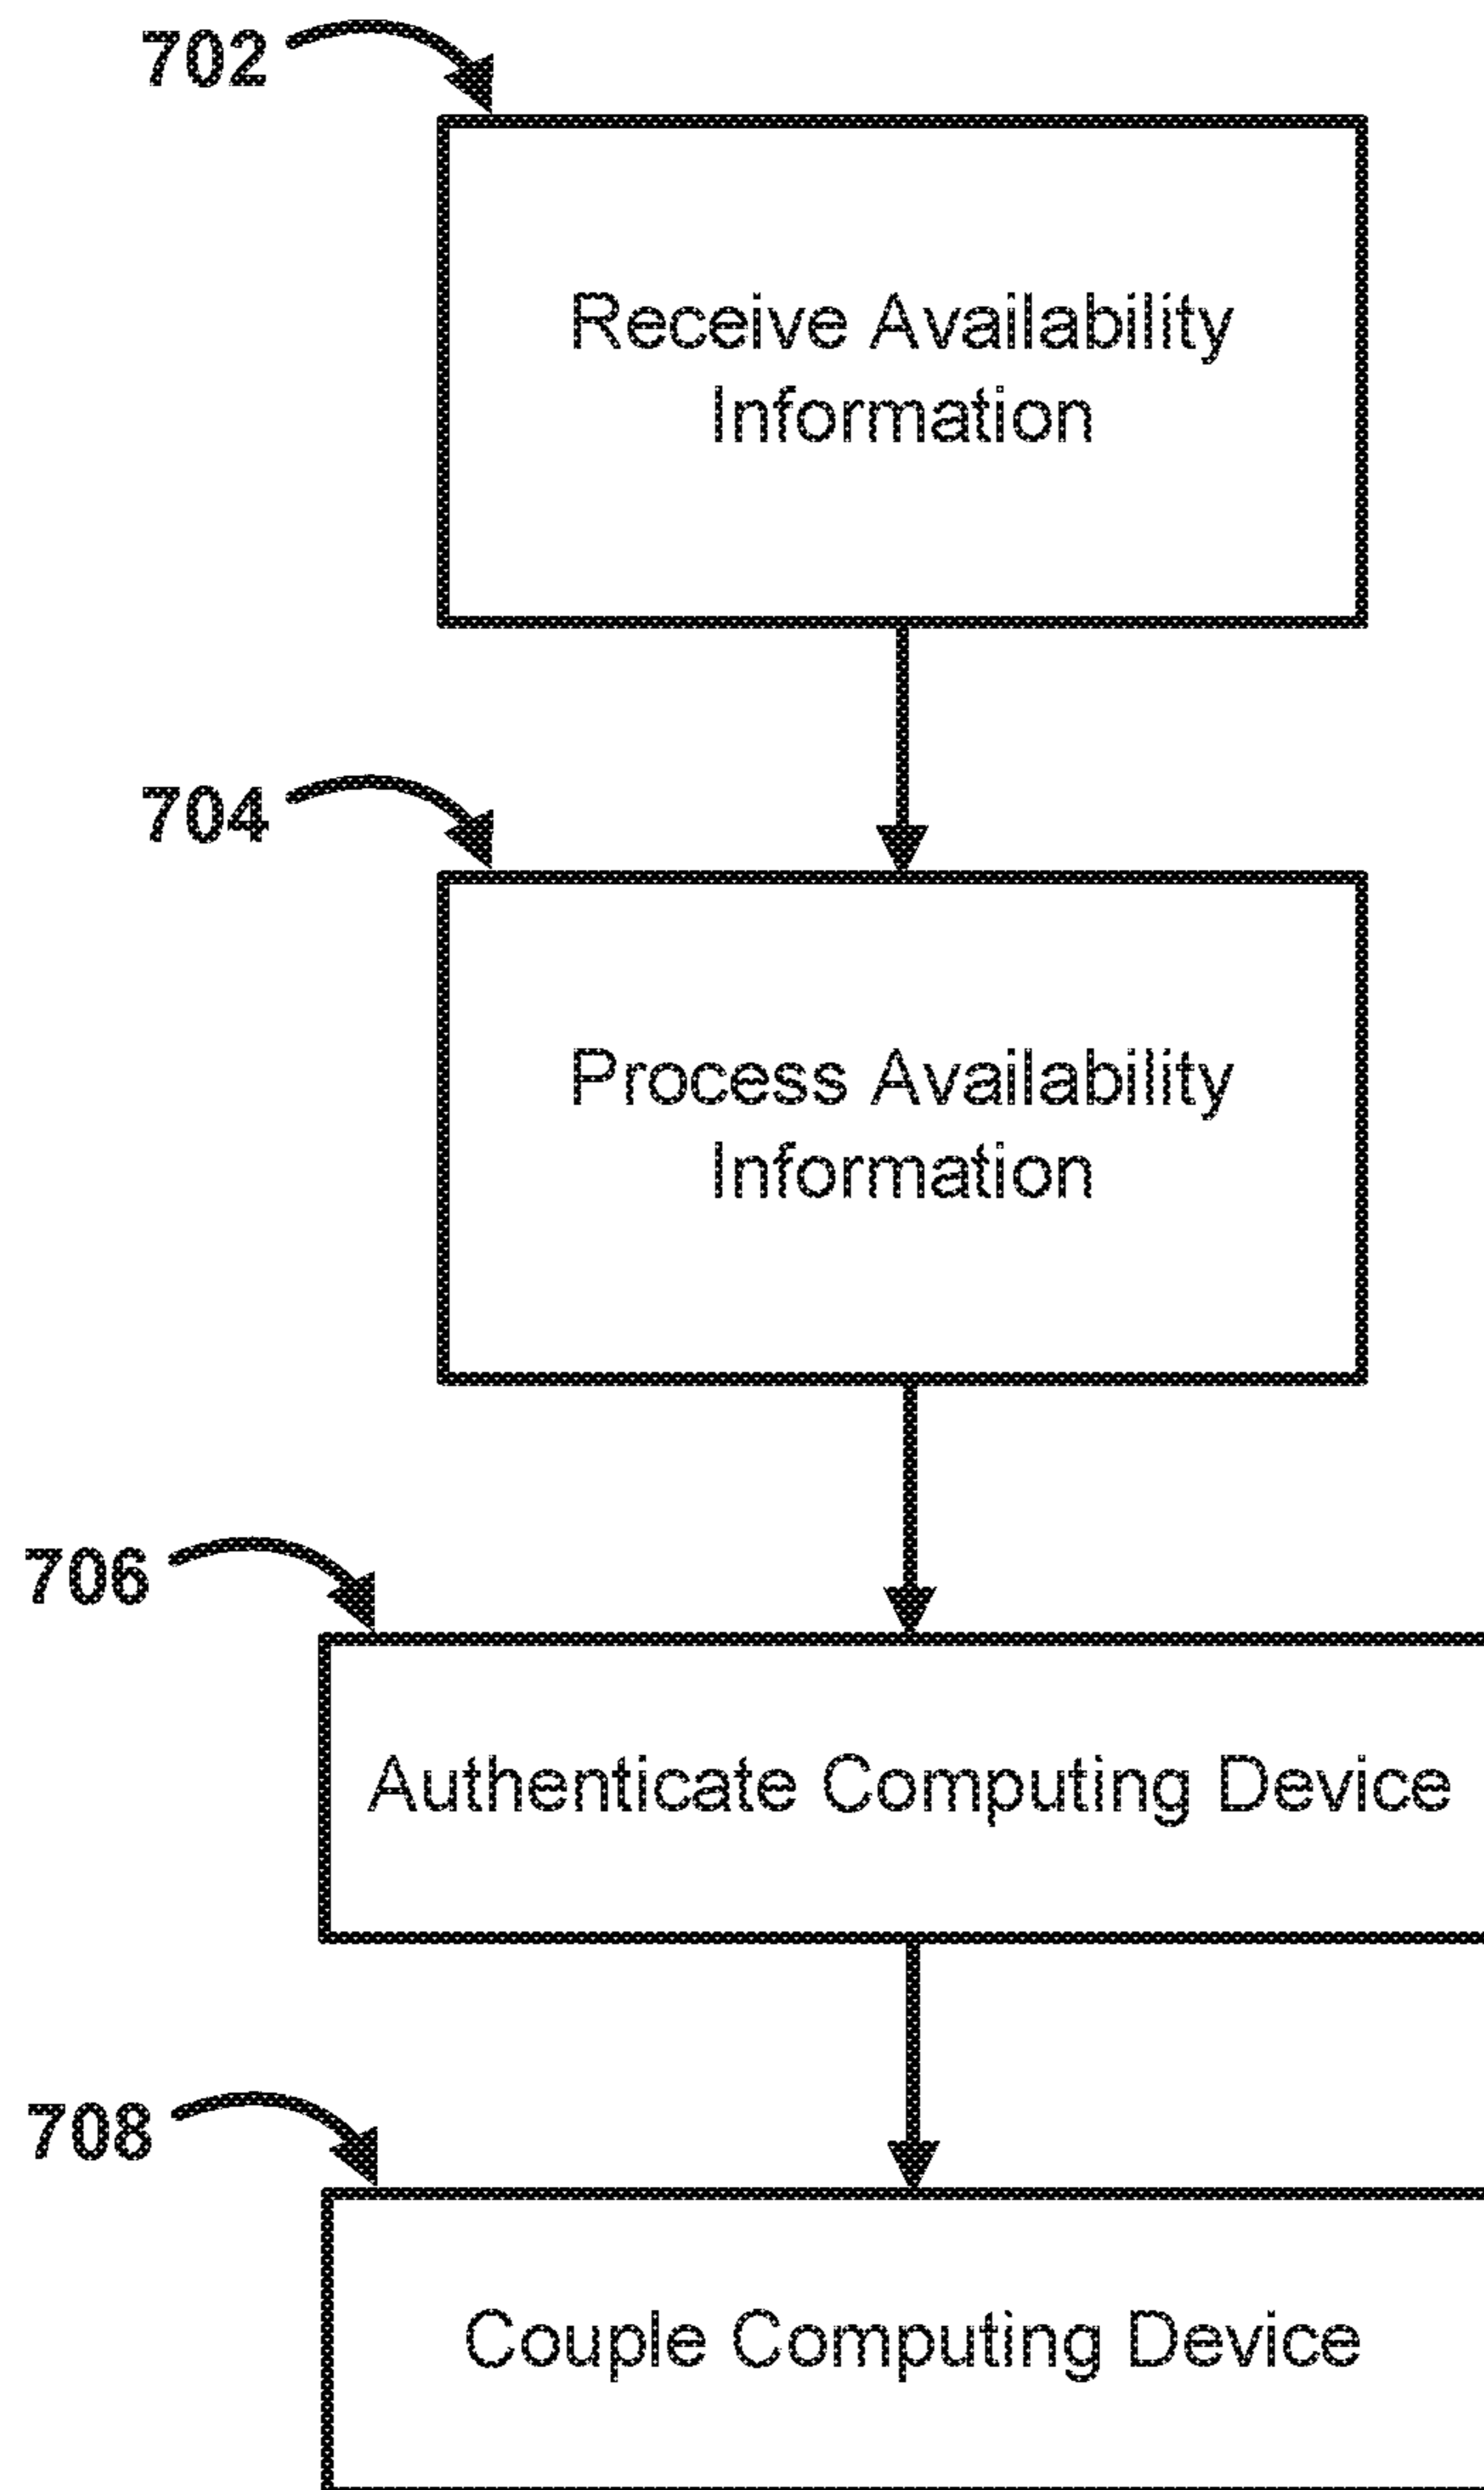 702
Receive Availability
Information
704
Process Availability
Information
706
Authenticate Computing Device
708
Couple Computing Device